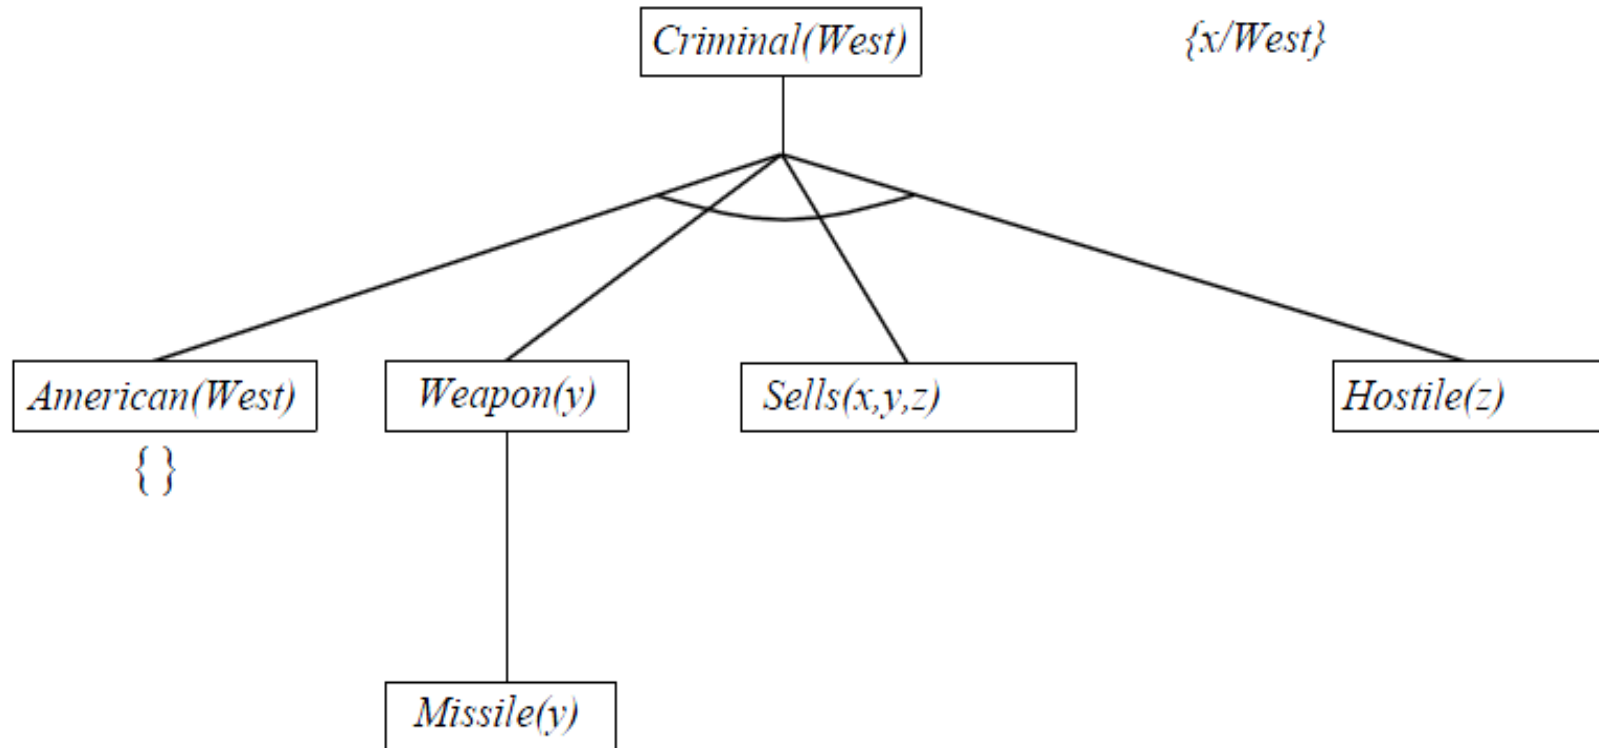 Criminal(West)
{x/West}
American(West)
Weapon(y)
Sells(x,y,z)
Hostile(z)
{ }
Missile(y)